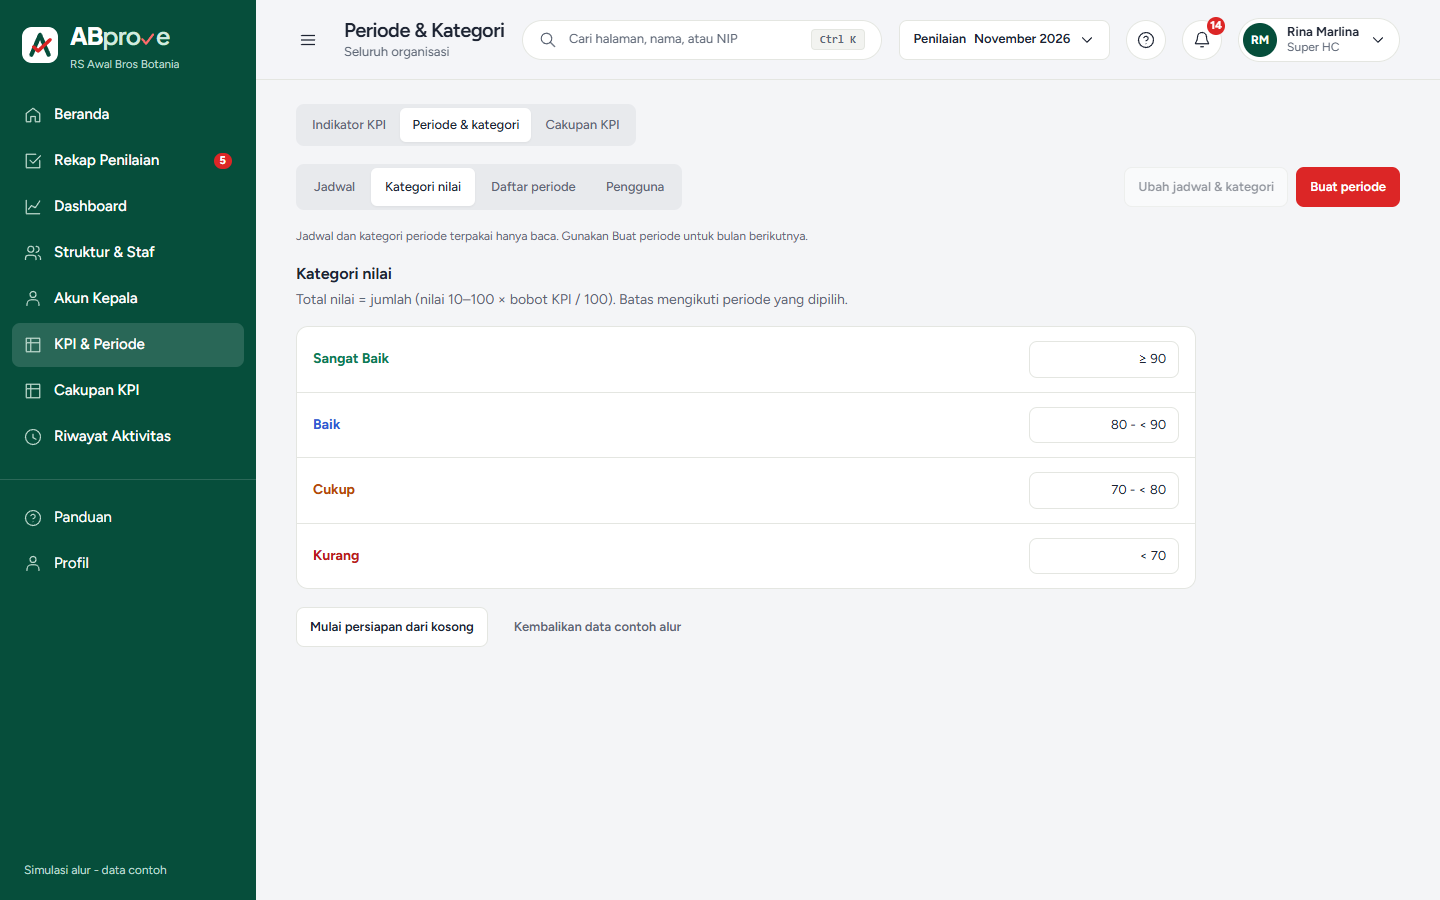 ABprove
RS Awal Bros Botania
Beranda
Rekap Penilaian 5
Dashboard
Struktur & Staf
Akun Kepala
KPI & Periode
Cakupan KPI
Riwayat Aktivitas
Panduan
Profil
Simulasi alur - data contoh
Periode & Kategori
Seluruh organisasi
Cari halaman, nama, atau NIP Ctrl K
Penilaian November 2026
14
RM
Rina Marlina
Super HC
Indikator KPI Periode & kategori Cakupan KPI
Jadwal Kategori nilai Daftar periode Pengguna
Ubah jadwal & kategori Buat periode
Jadwal dan kategori periode terpakai hanya baca. Gunakan Buat periode untuk bulan berikutnya.
Kategori nilai
Total nilai = jumlah (nilai 10–100 × bobot KPI / 100). Batas mengikuti periode yang dipilih.
Sangat Baik ≥ 90
Baik 80 - < 90
Cukup 70 - < 80
Kurang < 70
Mulai persiapan dari kosong Kembalikan data contoh alur